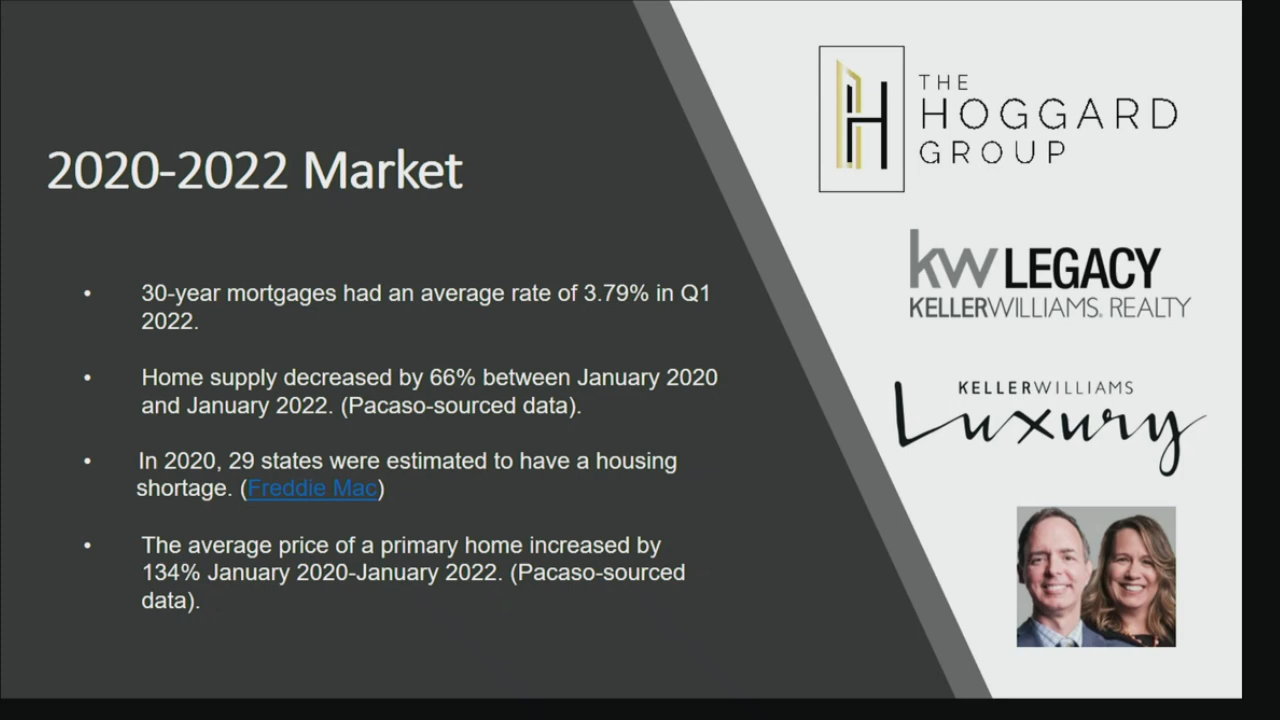 2020-2022 Market
• 30-year mortgages had an average rate of 3.79% in Q1
2022.
• Home supply decreased by 66% between January 2020
and January 2022. (Pacaso-sourced data).
• In 2020, 29 states were estimated to have a housing
shortage. (Freddie Mac)
• The average price of a primary home increased by
134% January 2020-January 2022. (Pacaso-sourced
data).
H
THE
HOGGARD
GROUP
kw LEGACY
KELLERWILLIAMS. REALTY
KELLERWILLIAMS
Luxury